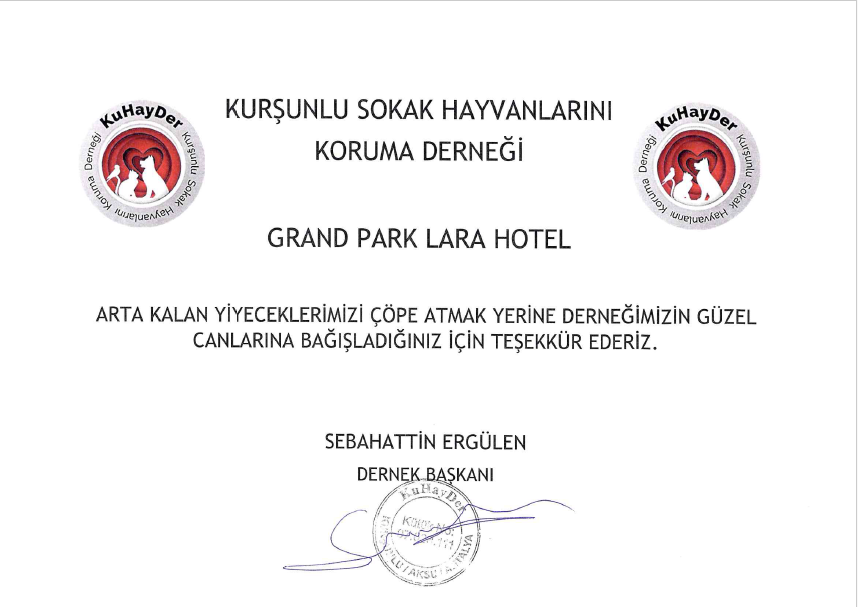 KURŞUNLU SOKAK HAYVANLARINI
KORUMA DERNEĞİ
KuHayDer
Kurşunlu Sokak Hayvanlarını Koruma Derneği
KuHayDer
Kurşunlu Sokak Hayvanlarını Koruma Derneği
GRAND PARK LARA HOTEL
ARTA KALAN YİYECEKLERİMİZİ ÇÖPE ATMAK YERİNE DERNEĞİMİZİN GÜZEL
CANLARINA BAĞIŞLADIĞINIZ İÇİN TEŞEKKÜR EDERİZ.
SEBAHATTİN ERGÜLEN
DERNEK BAŞKANI
KuHayDer